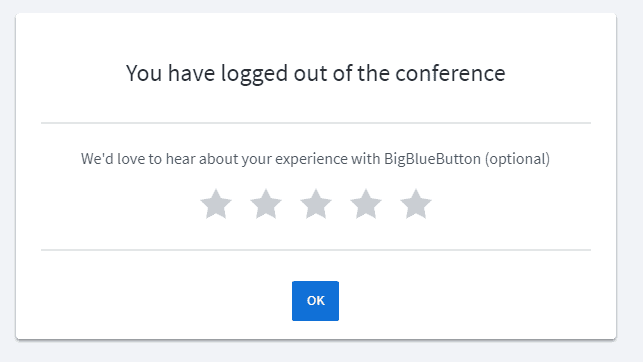 You have logged out of the conference
We'd love to hear about your experience with BigBlueButton (optional)
OK